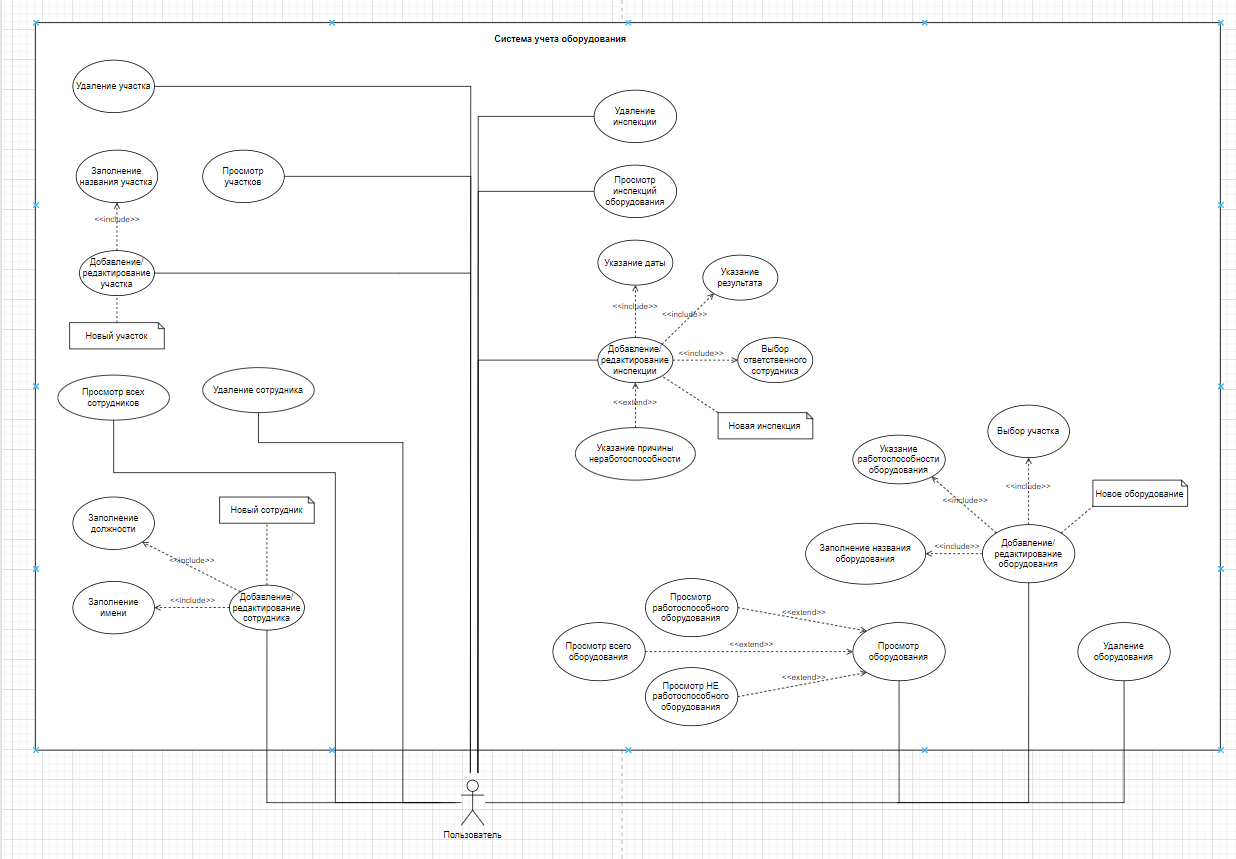 Система учета оборудования
Удаление участка
Удаление
инспекции
Заполнение
названия участка
Просмотр
участков
Просмотр
инспекций
оборудования
<<include>>
Добавление/
редактирование
участка
Новый участок
Указание даты
Указание
результата
<<include>>
<<include>>
Добавление/
редактирование
инспекции
<<include>>
Выбор
ответственного
сотрудника
<<extend>>
Новая инспекция
Указание причины
неработоспособности
Просмотр всех
сотрудников
Удаление сотрудника
Заполнение
должности
Новый сотрудник
<<include>>
Заполнение
имени
<<include>>
Добавление/
редактирование
сотрудника
Указание
работоспособности
оборудования
Выбор участка
<<include>>
<<include>>
Новое оборудование
Заполнение названия
оборудования
<<include>>
Добавление/
редактирование
оборудования
Просмотр
работоспособного
оборудования
<<extend>>
Просмотр всего
оборудования
<<extend>>
Просмотр
оборудования
Удаление
оборудования
Просмотр НЕ
работоспособного
оборудования
<<extend>>
Пользователь